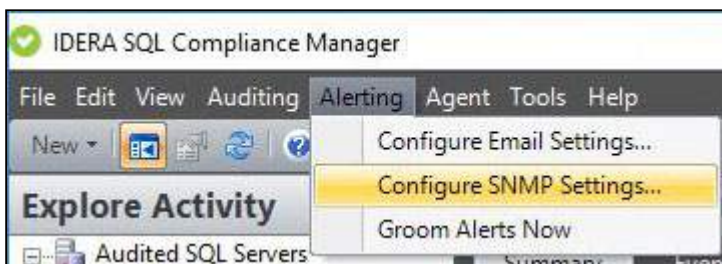 IDERA SQL Compliance Manager
File Edit View Auditing Alerting Agent Tools Help
New
Configure Email Settings...
Configure SNMP Settings...
Explore Activity
Groom Alerts Now
Audited SQL Servers
Summary